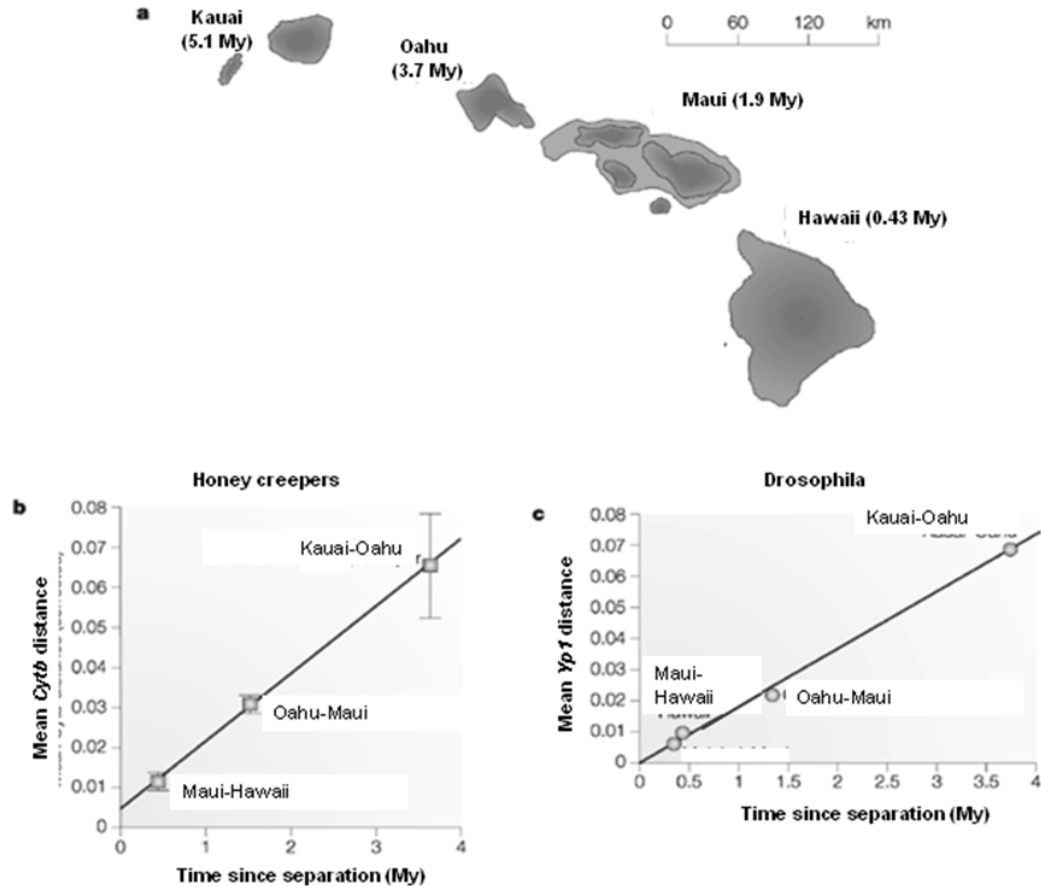 a
Kauai
(5.1 My)
Oahu
(3.7 My)
0 60 120 km
Maui (1.9 My)
Hawaii (0.43 My)
Honey creepers
b
0.08
0.07
0.06
0.05
0.04
0.03
0.02
0.01
0
Mean Cytb distance
Kauai-Oahu
Oahu-Maui
Maui-Hawaii
0 1 2 3 4
Time since separation (My)
Drosophila
c
0.08
0.07
0.06
0.05
0.04
0.03
0.02
0.01
0
Mean Yp1 distance
Kauai-Oahu
Maui-
Hawaii
Oahu-Maui
0 0.5 1 1.5 2 2.5 3 3.5 4
Time since separation (My)